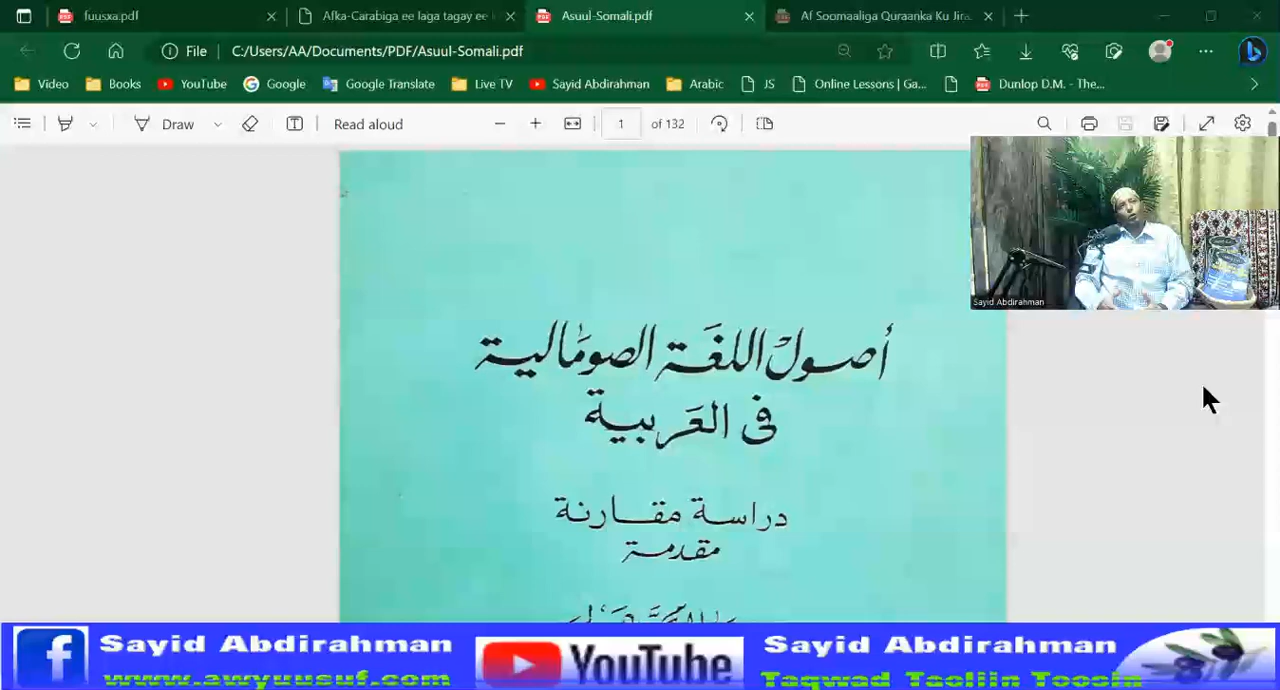 fuusxa.pdf
Afka-Carabiga ee laga tagay ee
Asuul-Somali.pdf
Af Soomaaliga Quraanka Ku Jira
File
C:/Users/AA/Documents/PDF/Asuul-Somali.pdf
Video
Books
YouTube
Google
Google Translate
Live TV
Sayid Abdirahman
Arabic
JS
Online Lessons | Ga...
Dunlop D.M. - The...
Draw
Read aloud
1
of 132
Sayid Abdirahman
أصول اللغة الصومالية
فى العربية
دراسة مقارنة
مقدمة
Sayid Abdirahman
www.awyuusuf.com
YouTube
Sayid Abdirahman
Taqwad Taoliin Toosin